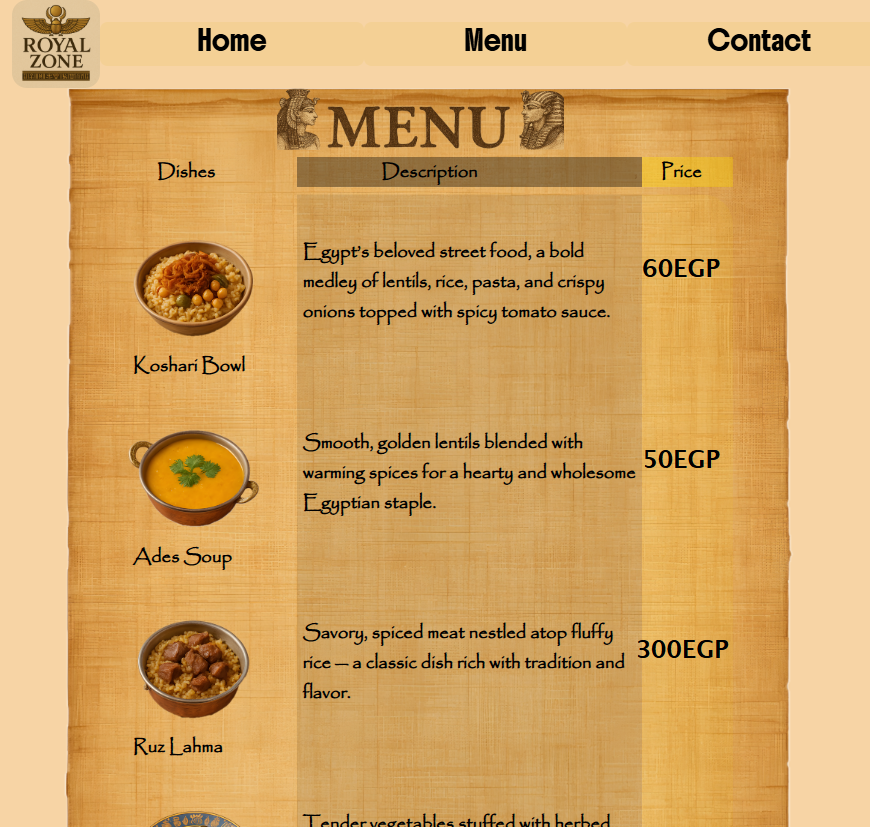 ROYAL
ZONE
Home
Menu
Contact
MENU
Dishes
Description
Price
Egypt's beloved street food, a bold
medley of lentils, rice, pasta, and crispy
onions topped with spicy tomato sauce.
60EGP
Koshari Bowl
Smooth, golden lentils blended with
warming spices for a hearty and wholesome
Egyptian staple.
50EGP
Ades Soup
Savory, spiced meat nestled atop fluffy
rice — a classic dish rich with tradition and
flavor.
300EGP
Ruz Lahma
Tender vegetables stuffed with herbed